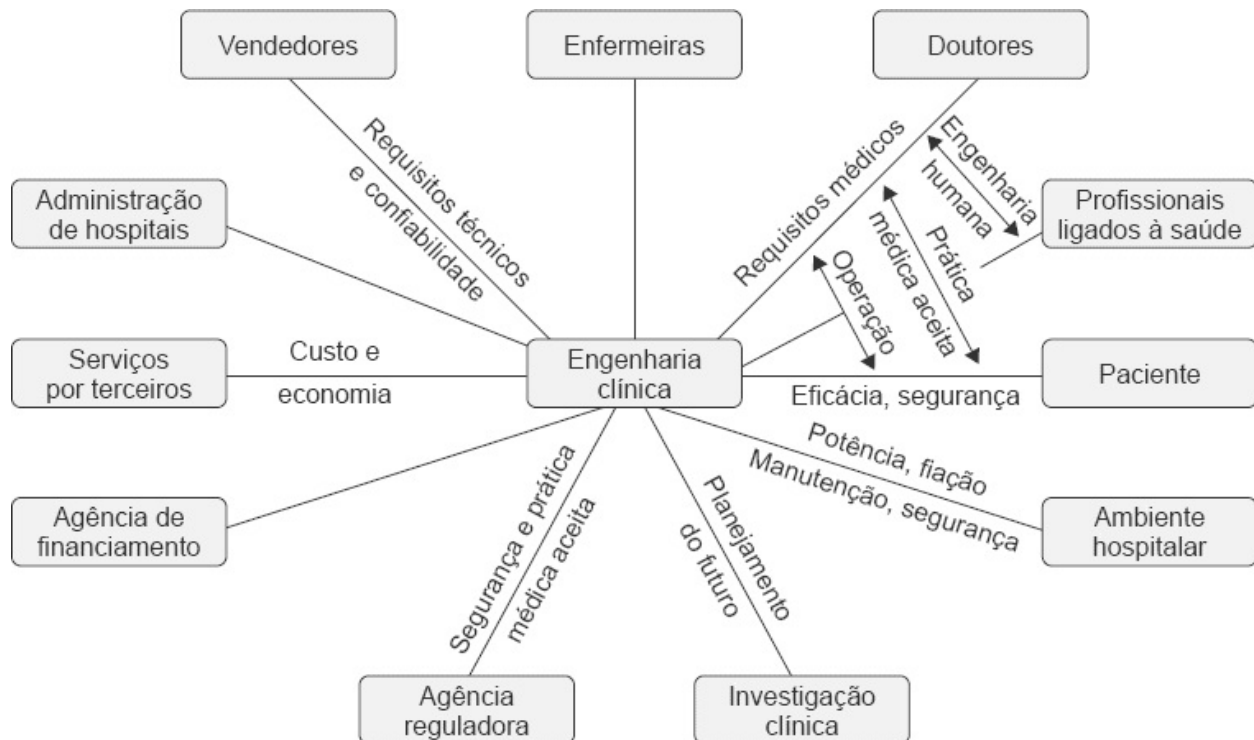 Vendedores
Enfermeiras
Doutores
Requisitos técnicos
e confiabilidade
Requisitos médicos
Engenharia
humana
Prática
médica aceita
Operação
Administração
de hospitais
Profissionais
ligados à saúde
Serviços
por terceiros
Custo e
economia
Engenharia
clínica
Eficácia, segurança
Paciente
Potência, fiação
Manutenção, segurança
Agência de
financiamento
Segurança e prática
médica aceita
Planejamento
do futuro
Ambiente
hospitalar
Agência
reguladora
Investigação
clínica